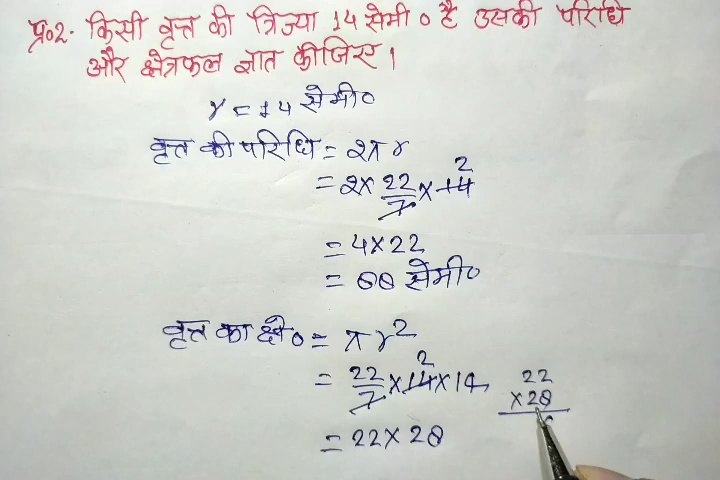 प्र०2. किसी वृत्त की त्रिज्या 14 सेमी० है उसकी परिधि
और क्षेत्रफल ज्ञात कीजिए।
r = 14 सेमी०
वृत्त की परिधि = 2πr
= 2 × 22/7 × 14 2
= 4×22
= 88 सेमी०
वृत्त का क्षे० = πr²
= 22/7 × 14 2 × 14
= 22 × 28
22
× 28